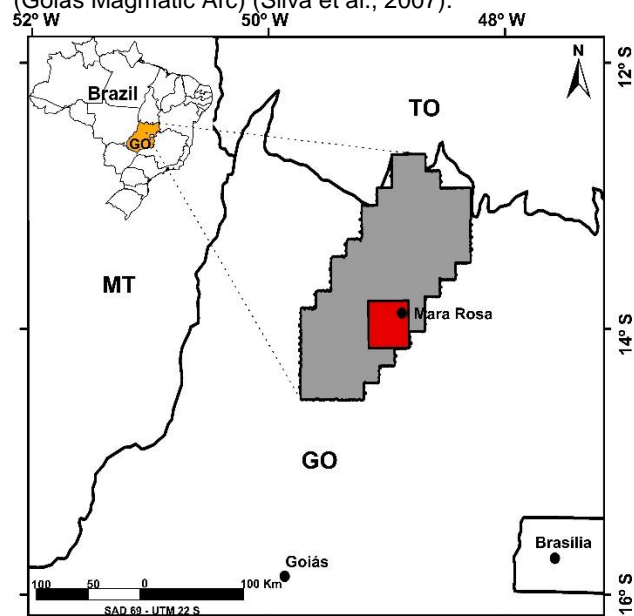 (Goiás Magmatic Arc) (Silva et al., 2007).
52°W 50°W 48°W
12°S
N
Brazil
GO
TO
MT
Mara Rosa
14°S
GO
Brasília
Goiás
100 50 0 100 Km
SAD 69 - UTM 22 S
16°S